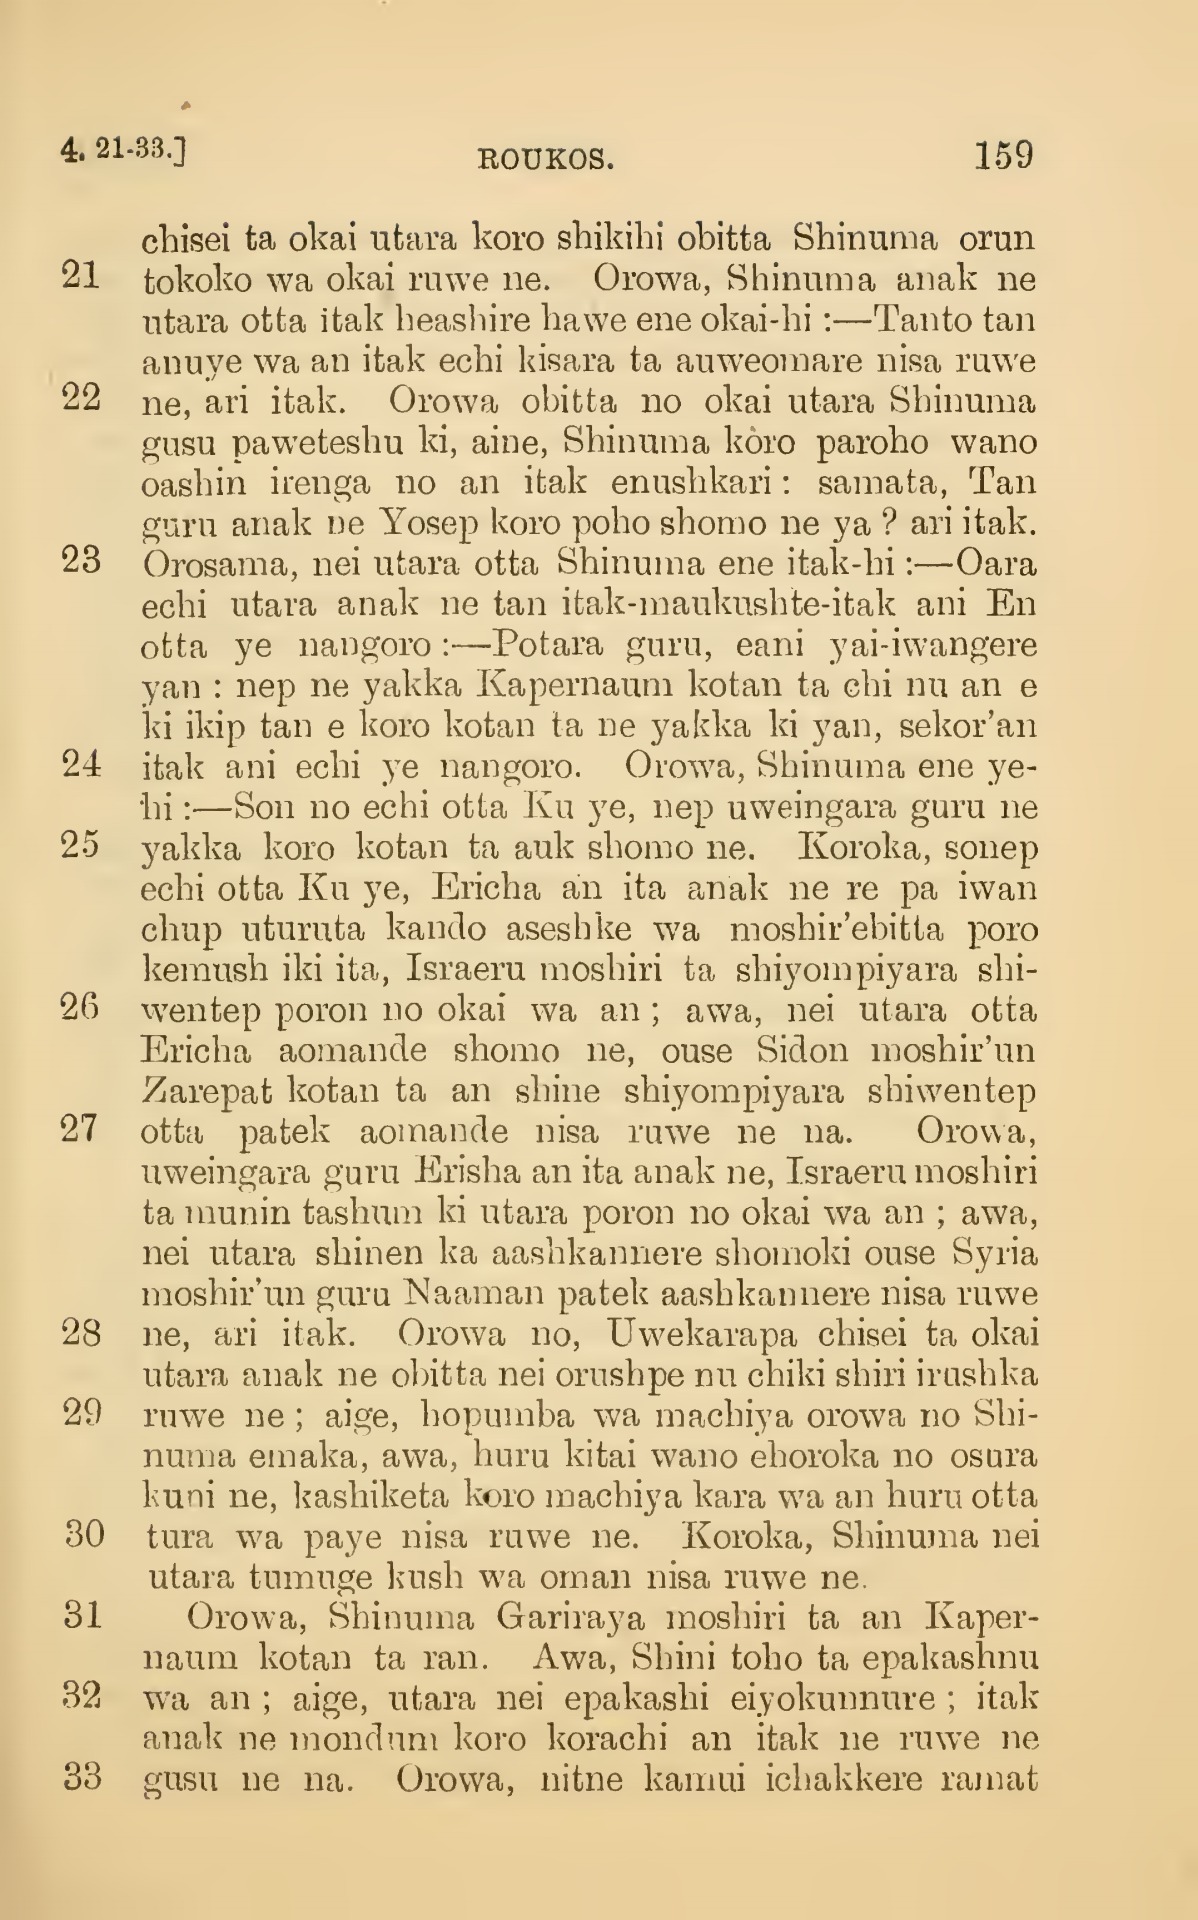 4. 21-33.] ROUKOS. 159
chisei ta okai utara koro shikihi obitta Shinuma orun
21 tokoko wa okai ruwe ne. Orowa, Shinuma anak ne
utara otta itak heashire hawe ene okai-hi :—Tanto tan
anuye wa an itak echi kisara ta auweomare nisa ruwe
22 ne, ari itak. Orowa obitta no okai utara Shinuma
gusu paweteshu ki, aine, Shinuma koro paroho wano
oashin irenga no an itak enushkari : samata, Tan
guru anak ne Yosep koro poho shomo ne ya ? ari itak.
23 Orosama, nei utara otta Shinuma ene itak-hi :—Oara
echi utara anak ne tan itak-maukushte-itak ani En
otta ye nangoro :—Potara guru, eani yai-iwangere
yan : nep ne yakka Kapernaum kotan ta chi nu an e
ki ikip tan e koro kotan ta ne yakka ki yan, sekor'an
24 itak ani echi ye nangoro. Orowa, Shinuma ene ye-
hi :—Son no echi otta Ku ye, nep uweingara guru ne
25 yakka koro kotan ta auk shomo ne. Koroka, sonep
echi otta Ku ye, Ericha an ita anak ne re pa iwan
chup uturuta kando aseshke wa moshir'ebitta poro
kemush iki ita, Israeru moshiri ta shiyompiyara shi-
26 wentep poron no okai wa an ; awa, nei utara otta
Ericha aomande shomo ne, ouse Sidon moshir'un
Zarepat kotan ta an shine shiyompiyara shiwentep
27 otta patek aomande nisa ruwe ne na. Orowa,
uweingara guru Erisha an ita anak ne, Israeru moshiri
ta munin tashum ki utara poron no okai wa an ; awa,
nei utara shinen ka aashkannere shomoki ouse Syria
moshir'un guru Naaman patek aashkannere nisa ruwe
28 ne, ari itak. Orowa no, Uwekarapa chisei ta okai
utara anak ne obitta nei orushpe nu chiki shiri irushka
29 ruwe ne ; aige, hopumba wa machiya orowa no Shi-
numa emaka, awa, huru kitai wano ehoroka no osura
kuni ne, kashiketa koro machiya kara wa an huru otta
30 tura wa paye nisa ruwe ne. Koroka, Shinuma nei
utara tumuge kush wa oman nisa ruwe ne.
31 Orowa, Shinuma Gariraya moshiri ta an Kaper-
naum kotan ta ran. Awa, Shini toho ta epakashnu
32 wa an ; aige, utara nei epakashi eiyokunnure ; itak
anak ne mondum koro korachi an itak ne ruwe ne
33 gusu ne na. Orowa, nitne kamui ichakkere ramat